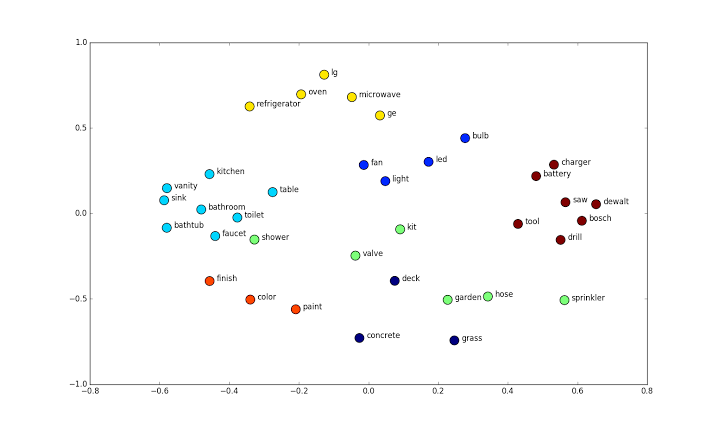 1.0
lg
oven
microwave
refrigerator
ge
0.5
bulb
fan
led
charger
light
battery
kitchen
vanity
table
sink
saw
dewalt
bathroom
0.0
toilet
bosch
tool
bathtub
faucet
shower
kit
drill
valve
finish
deck
color
garden
hose
sprinkler
−0.5
paint
concrete
grass
−1.0
−0.8
−0.6
−0.4
−0.2
0.0
0.2
0.4
0.6
0.8